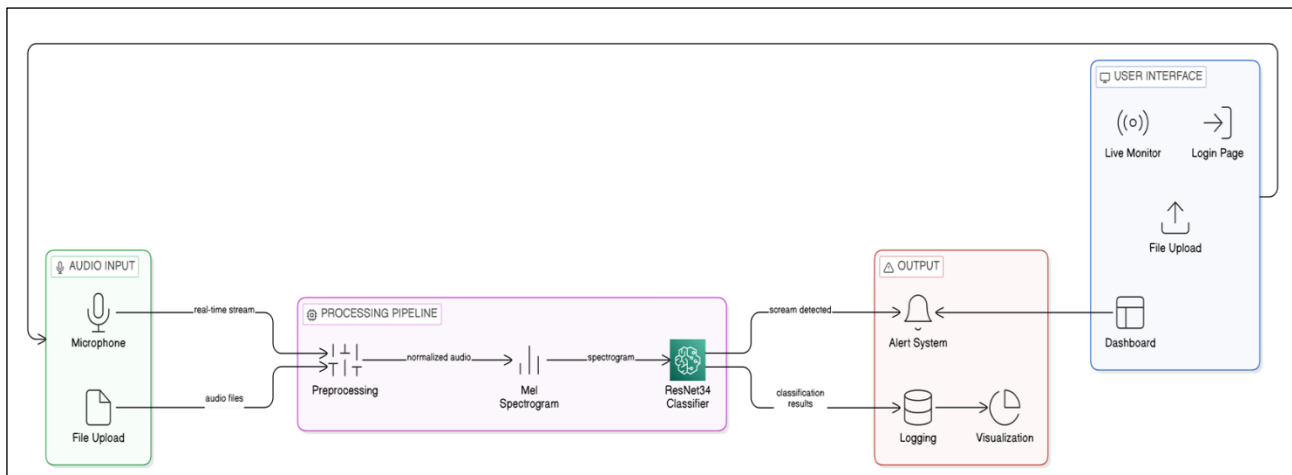 USER INTERFACE
Live Monitor
Login Page
File Upload
Dashboard
AUDIO INPUT
Microphone
File Upload
real-time stream
audio files
PROCESSING PIPELINE
Preprocessing
normalized audio
Mel
Spectrogram
spectrogram
ResNet34
Classifier
scream detected
classification
results
OUTPUT
Alert System
Logging
Visualization